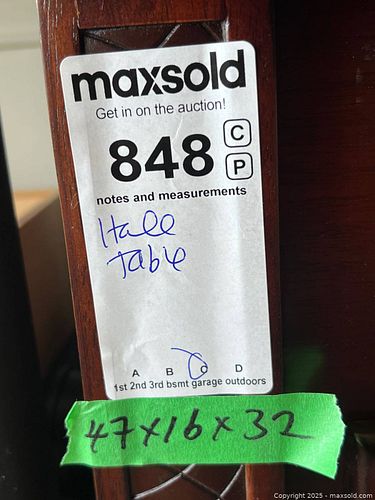 maxsold
Get in on the auction!
848 C
P
notes and measurements
Hall
Table
A B C D
1st 2nd 3rd bsmt garage outdoors
47x16x32
Copyright 2025 - maxsold.com